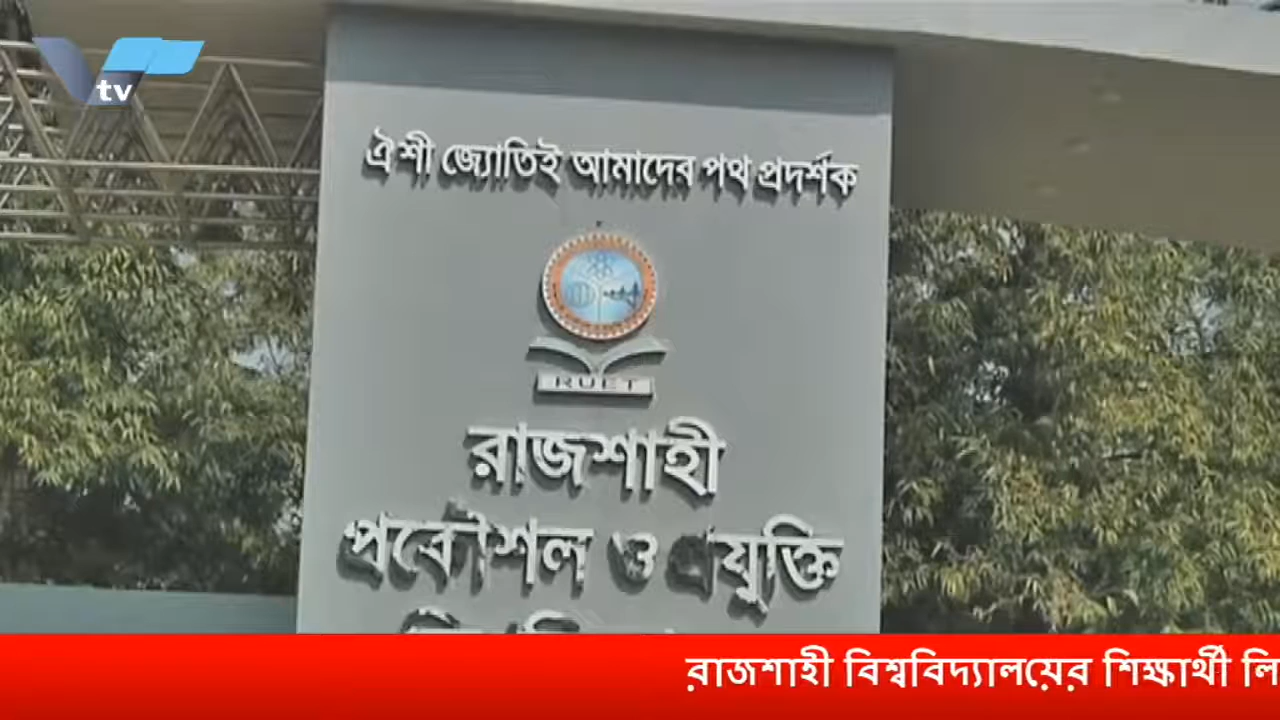 tv
ঐশী জ্যোতিই আমাদের পথ প্রদর্শক
RUET
রাজশাহী
প্রকৌশল ও প্রযুক্তি
রাজশাহী বিশ্ববিদ্যালয়ের শিক্ষার্থী লি